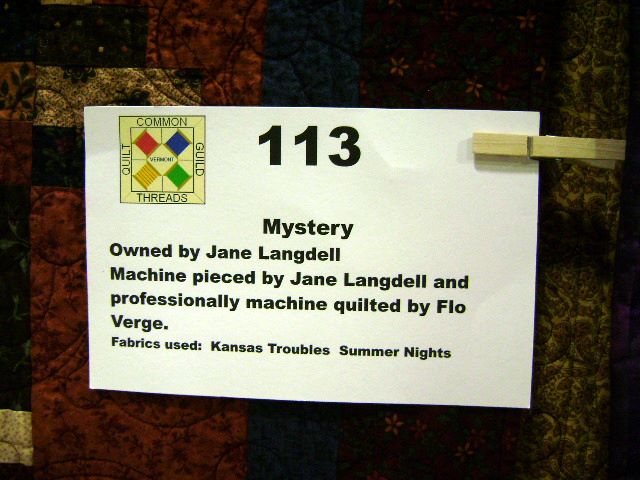 COMMON
QUILT
GUILD
VERMONT
THREADS
113
Mystery
Owned by Jane Langdell
Machine pieced by Jane Langdell and
professionally machine quilted by Flo
Verge.
Fabrics used: Kansas Troubles Summer Nights